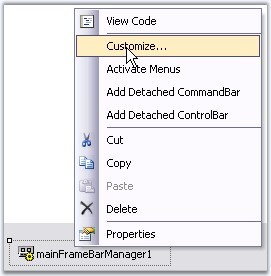 View Code
Customize...
Activate Menus
Add Detached CommandBar
Add Detached ControlBar
Cut
Copy
Paste
Delete
Properties
mainFrameBarManager1